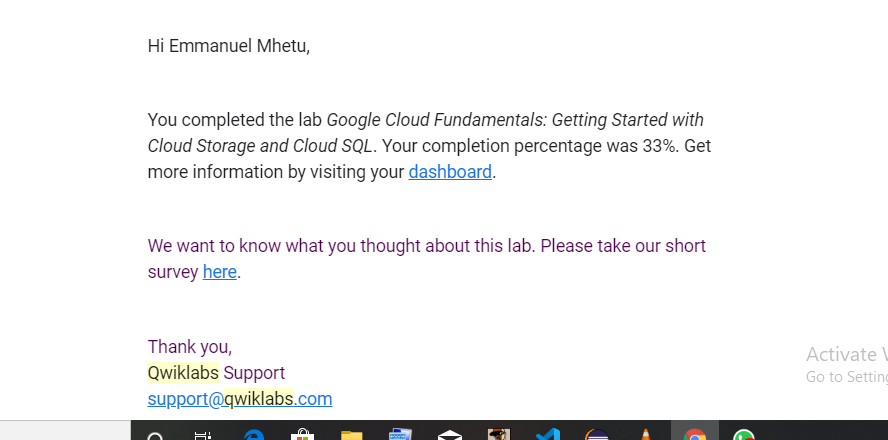 Hi Emmanuel Mhetu,
You completed the lab Google Cloud Fundamentals: Getting Started with
Cloud Storage and Cloud SQL. Your completion percentage was 33%. Get
more information by visiting your dashboard.
We want to know what you thought about this lab. Please take our short
survey here.
Thank you,
Qwiklabs Support
support@qwiklabs.com
Activate
Go to Setting